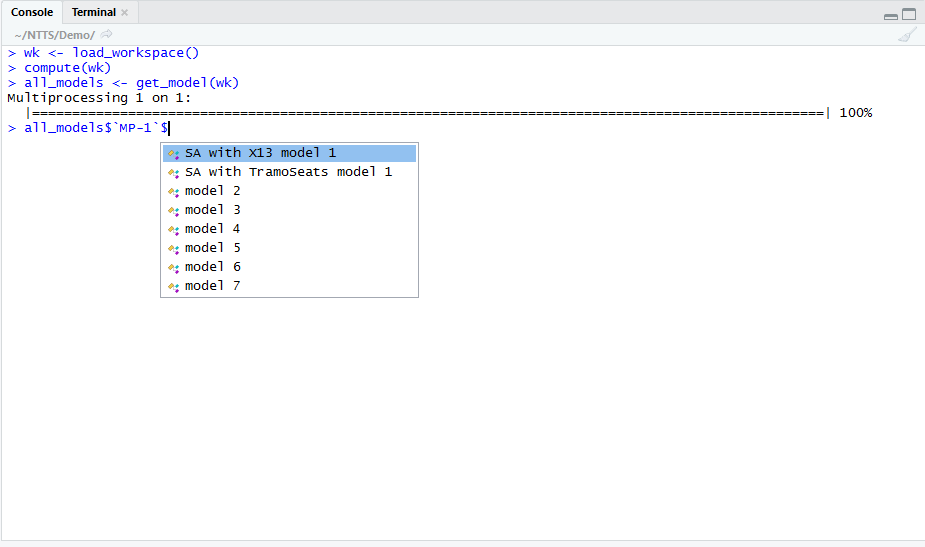 Console Terminal ×
~/NTTS/Demo/
> wk <- load_workspace()
> compute(wk)
> all_models <- get_model(wk)
Multiprocessing 1 on 1:
|==========================================================================================| 100%
> all_models$`MP-1`$
SA with X13 model 1
SA with TramoSeats model 1
model 2
model 3
model 4
model 5
model 6
model 7